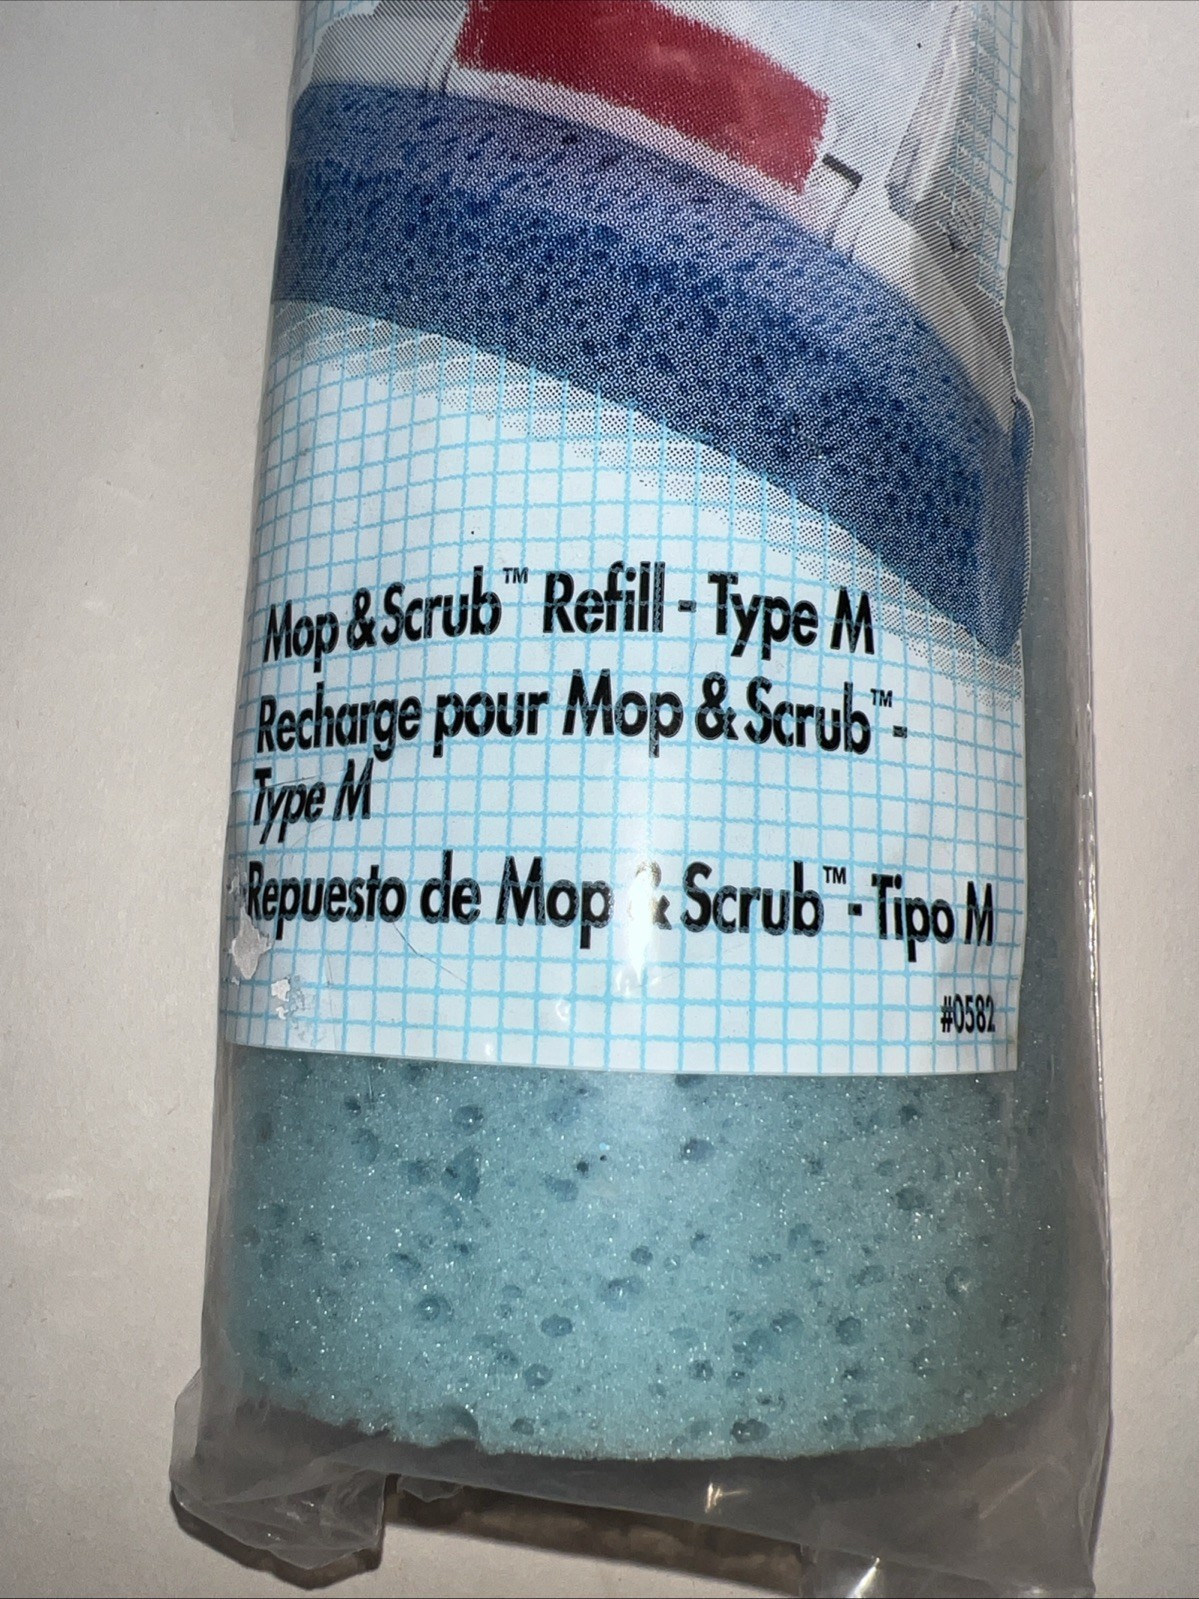 Mop & Scrub™ Refill - Type M
Recharge pour Mop & Scrub™-
Type M
Repuesto de Mop & Scrub™- Tipo M
#0582